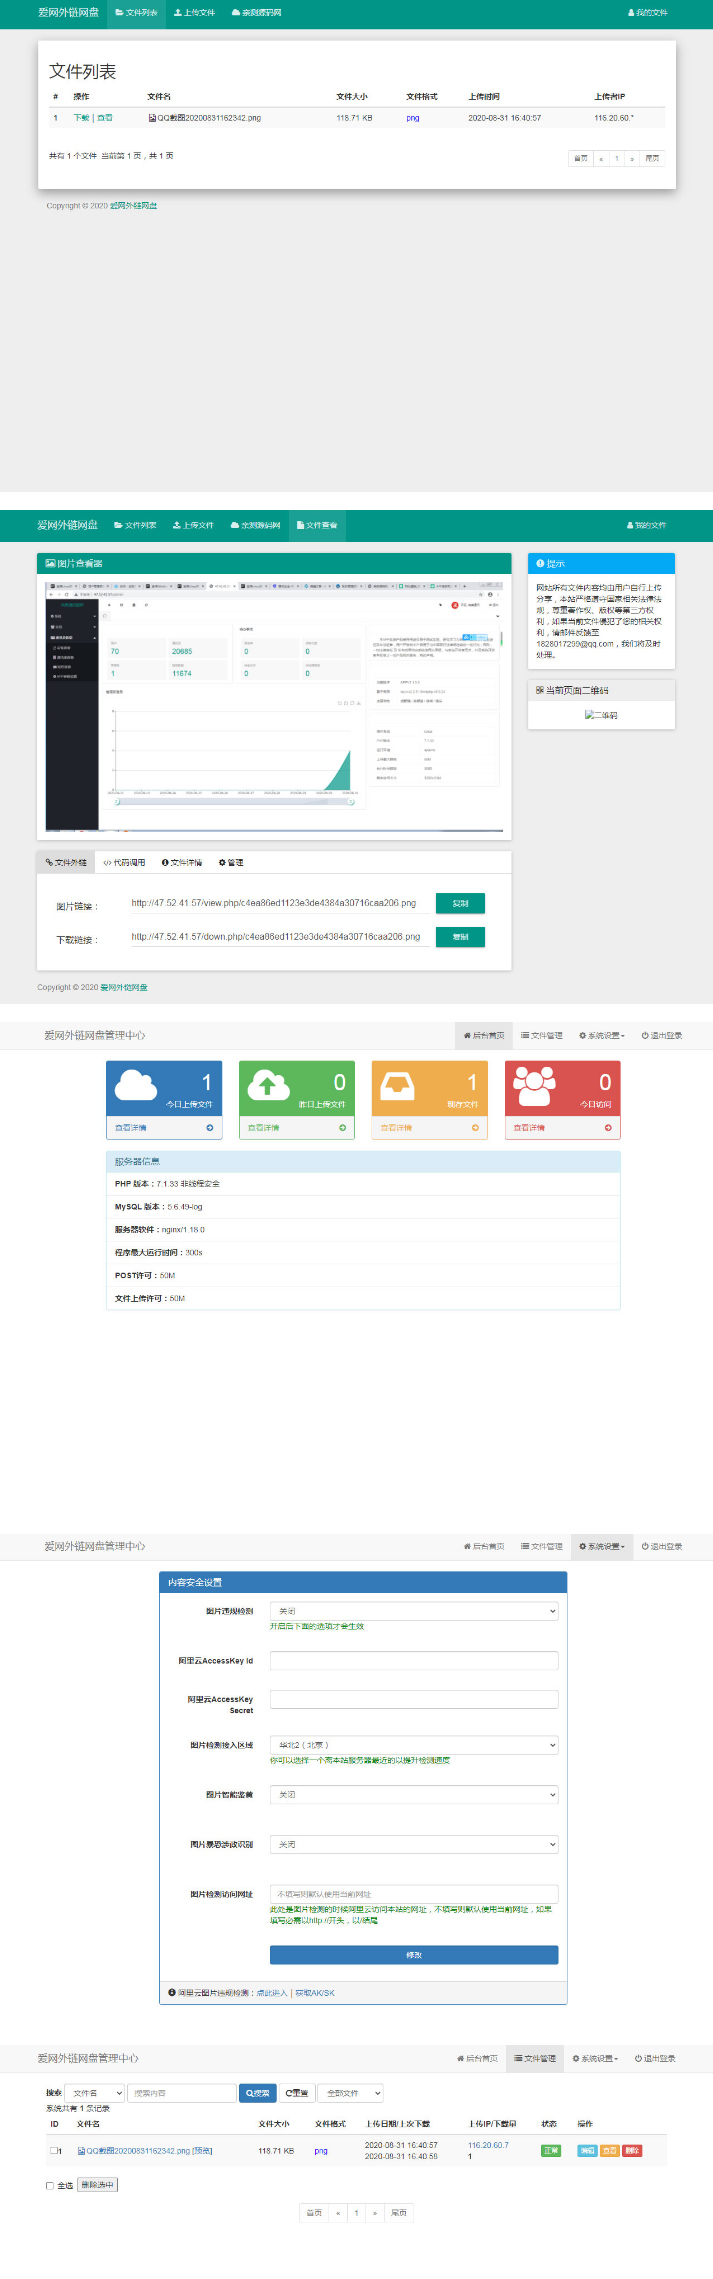 爱网外链网盘 文件列表 上传文件 亲测源码网 我的文件
文件列表
# 操作 文件名 文件大小 文件格式 上传时间 上传者IP
1 下载 | 查看 QQ截图20200831162342.png 118.71 KB png 2020-08-31 16:40:57 116.20.60.*
共有 1 个文件 当前第 1 页，共 1 页 首页 « 1 » 尾页
Copyright © 2020 爱网外链网盘
爱网外链网盘 文件列表 上传文件 亲测源码网 文件查看 我的文件
图片查看器
70 20685 0 0
1 11674 0 0
提示
网站所有文件内容均由用户自行上传
分享，本站严格遵守国家相关法律法
规，尊重著作权、版权等第三方权
利，如果当前文件侵犯了您的相关权
利，请邮件反馈至
1828017259@qq.com，我们将及时
处理。
当前页面二维码
二维码
文件外链 代码调用 文件详情 管理
图片链接： http://47.52.41.57/view.php/c4ea86ed1123e3de4384a30716caa206.png 复制
下载链接： http://47.52.41.57/down.php/c4ea86ed1123e3de4384a30716caa206.png 复制
Copyright © 2020 爱网外链网盘
爱网外链网盘管理中心 后台首页 文件管理 系统设置 退出登录
1 0 1 0
今日上传文件 昨日上传文件 现存文件 今日访问
查看详情 查看详情 查看详情 查看详情
服务器信息
PHP 版本：7.1.33 非线程安全
MySQL 版本：5.6.49-log
服务器软件：nginx/1.18.0
程序最大运行时间：300s
POST许可：50M
文件上传许可：50M
爱网外链网盘管理中心 后台首页 文件管理 系统设置 退出登录
内容安全设置
图片违规检测 关闭
开启后下面的选项才会生效
阿里云AccessKey Id
阿里云AccessKey
Secret
图片检测接入区域 华北2（北京）
你可以选择一个离本站服务器最近的以提升检测速度
图片智能鉴黄 关闭
图片暴恐涉政识别 关闭
图片检测访问网址 不填写则默认使用当前网址
此处是图片检测的时候阿里云访问本站的网址，不填写则默认使用当前网址，如果
填写必需以http://开头，以/结尾
修改
阿里云图片违规检测：点此进入 | 获取AK/SK
爱网外链网盘管理中心 后台首页 文件管理 系统设置 退出登录
搜索 文件名 搜索内容 搜索 重置 全部文件
系统共有 1 条记录
ID 文件名 文件大小 文件格式 上传日期/上次下载 上传IP/下载量 状态 操作
1 QQ截图20200831162342.png [预览] 118.71 KB png 2020-08-31 16:40:57 116.20.60.7 正常 编辑 查看 删除
2020-08-31 16:40:58 1
全选 删除选中
首页 « 1 » 尾页